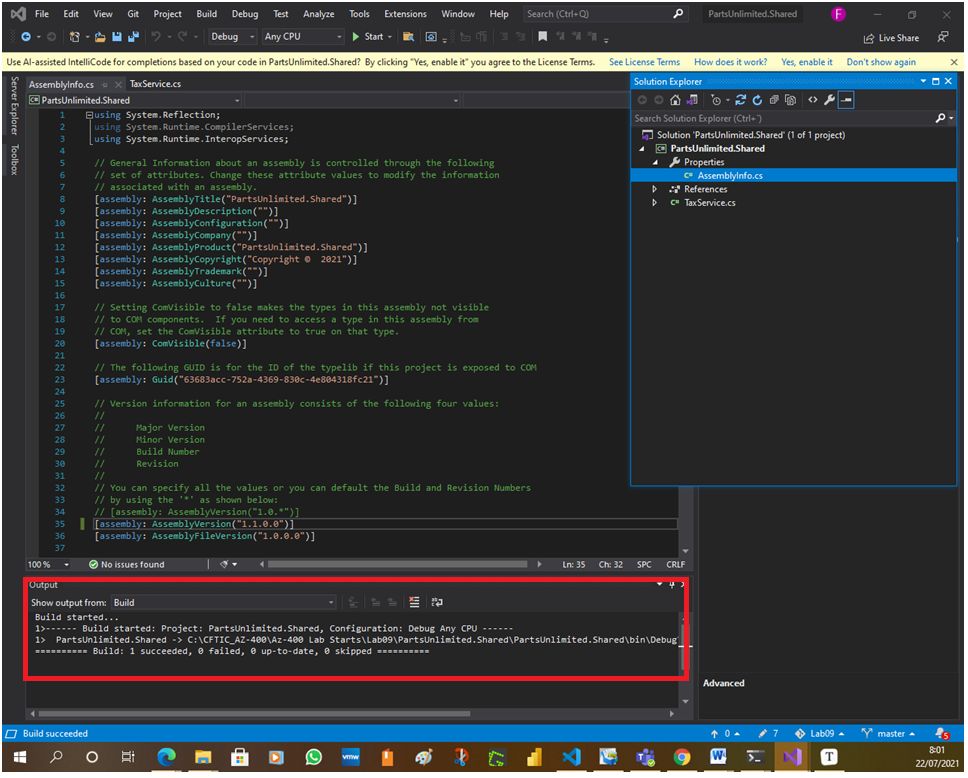 File Edit View Git Project Build Debug Test Analyze Tools Extensions Window Help Search (Ctrl+Q) PartsUnlimited.Shared F
Debug Any CPU Start Live Share
Use AI-assisted IntelliCode for completions based on your code in PartsUnlimited.Shared? By clicking "Yes, enable it" you agree to the License Terms. See License Terms How does it work? Yes, enable it Don't show again
Server Explorer
Toolbox
AssemblyInfo.cs TaxService.cs
PartsUnlimited.Shared
1 using System.Reflection;
2 using System.Runtime.CompilerServices;
3 using System.Runtime.InteropServices;
4
5 // General Information about an assembly is controlled through the following
6 // set of attributes. Change these attribute values to modify the information
7 // associated with an assembly.
8 [assembly: AssemblyTitle("PartsUnlimited.Shared")]
9 [assembly: AssemblyDescription("")]
10 [assembly: AssemblyConfiguration("")]
11 [assembly: AssemblyCompany("")]
12 [assembly: AssemblyProduct("PartsUnlimited.Shared")]
13 [assembly: AssemblyCopyright("Copyright ©  2021")]
14 [assembly: AssemblyTrademark("")]
15 [assembly: AssemblyCulture("")]
16
17 // Setting ComVisible to false makes the types in this assembly not visible
18 // to COM components.  If you need to access a type in this assembly from
19 // COM, set the ComVisible attribute to true on that type.
20 [assembly: ComVisible(false)]
21
22 // The following GUID is for the ID of the typelib if this project is exposed to COM
23 [assembly: Guid("63683acc-752a-4369-830c-4e804318fc21")]
24
25 // Version information for an assembly consists of the following four values:
26 //
27 //      Major Version
28 //      Minor Version
29 //      Build Number
30 //      Revision
31 //
32 // You can specify all the values or you can default the Build and Revision Numbers
33 // by using the '*' as shown below:
34 // [assembly: AssemblyVersion("1.0.*")]
35 [assembly: AssemblyVersion("1.1.0.0")]
36 [assembly: AssemblyFileVersion("1.0.0.0")]
37
100 % No issues found Ln: 35 Ch: 32 SPC CRLF
Solution Explorer
Search Solution Explorer (Ctrl+')
Solution 'PartsUnlimited.Shared' (1 of 1 project)
PartsUnlimited.Shared
Properties
AssemblyInfo.cs
References
TaxService.cs
Output
Show output from: Build
Build started...
1>------ Build started: Project: PartsUnlimited.Shared, Configuration: Debug Any CPU ------
1>  PartsUnlimited.Shared -> C:\CFTIC_AZ-400\Az-400 Lab Starts\Lab09\PartsUnlimited.Shared\PartsUnlimited.Shared\bin\Debug
========== Build: 1 succeeded, 0 failed, 0 up-to-date, 0 skipped ==========
Advanced
Build succeeded 0 7 Lab09 master 5
vmw W T
8:01
22/07/2021